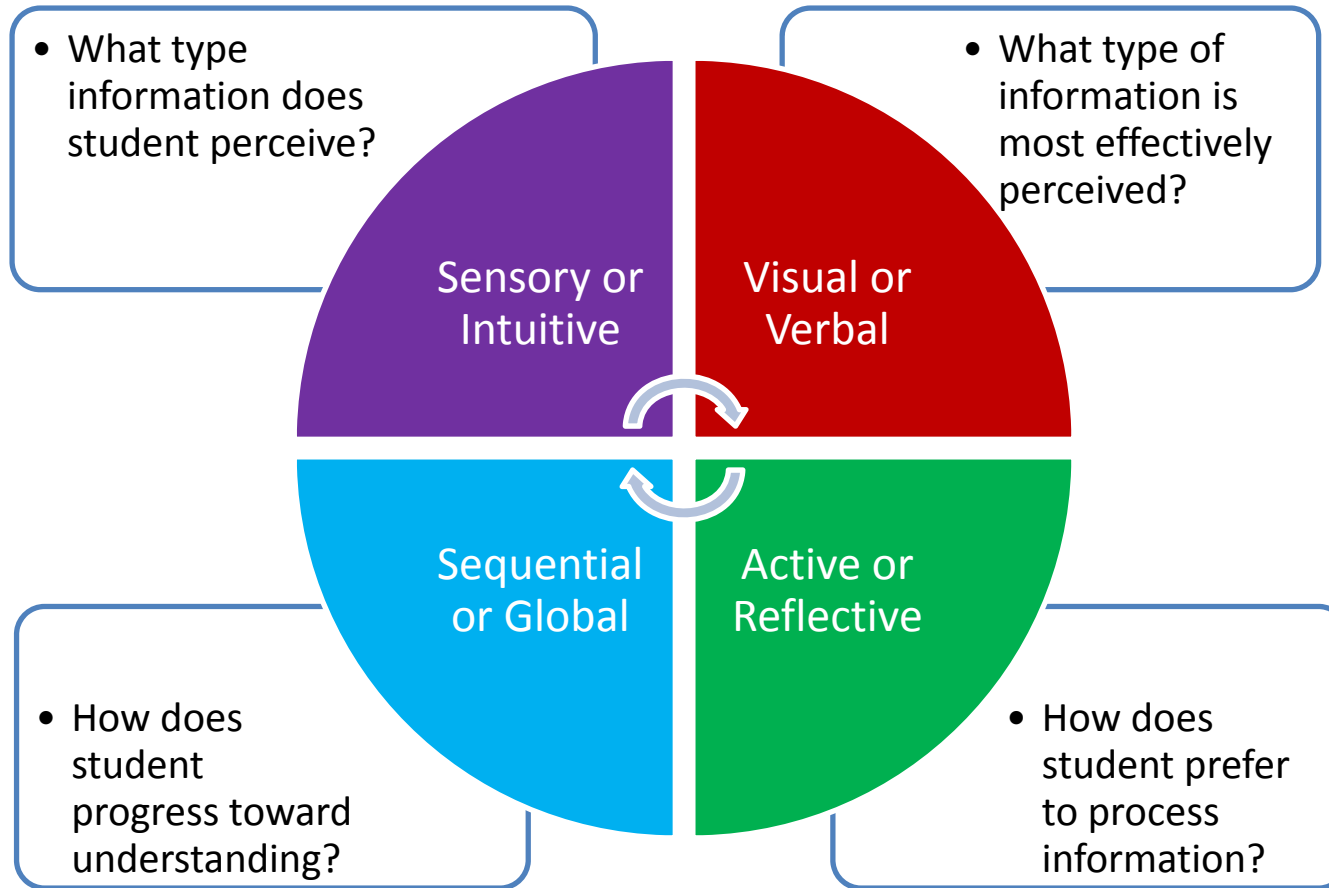 • What type
information does
student perceive?
• What type of
information is
most effectively
perceived?
Sensory or
Intuitive
Visual or
Verbal
Sequential
or Global
Active or
Reflective
• How does
student
progress toward
understanding?
• How does
student prefer
to process
information?